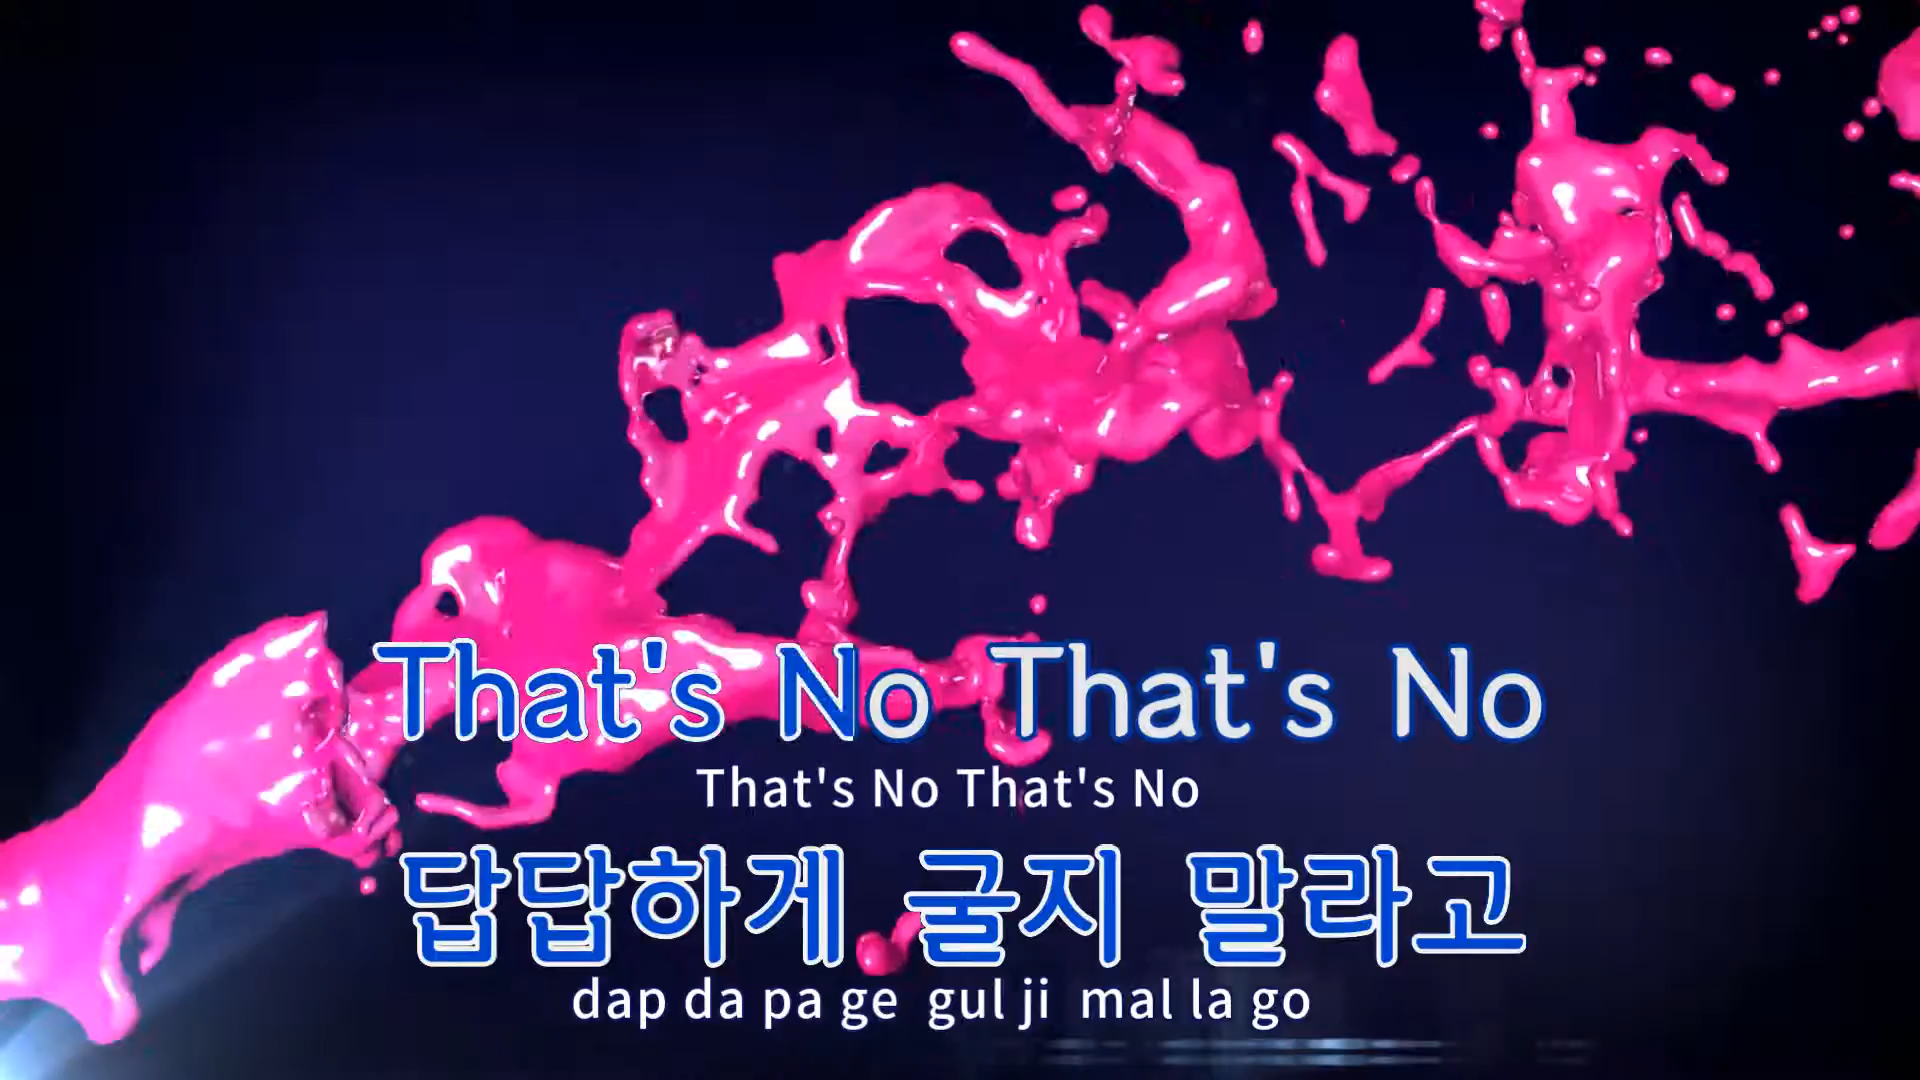 That's No That's No
That's No That's No
답답하게 굴지 말라고
dap da pa ge gul ji mal la go